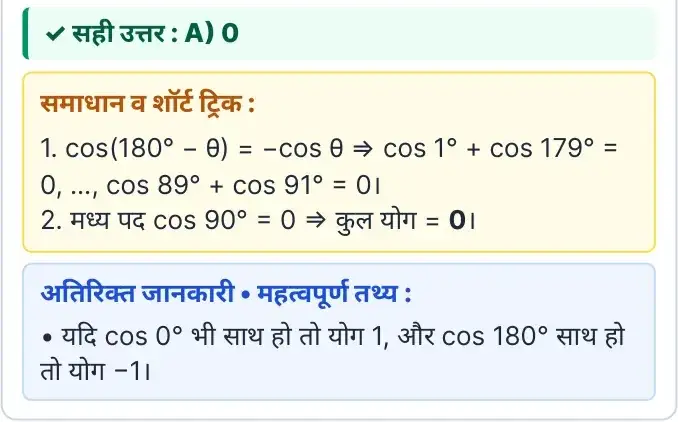 ✓ सही उत्तर : A) 0
समाधान व शॉर्ट ट्रिक :
1. cos(180° − θ) = −cos θ ⇒ cos 1° + cos 179° =
0, ..., cos 89° + cos 91° = 0।
2. मध्य पद cos 90° = 0 ⇒ कुल योग = 0।
अतिरिक्त जानकारी • महत्वपूर्ण तथ्य :
• यदि cos 0° भी साथ हो तो योग 1, और cos 180° साथ हो
तो योग −1।